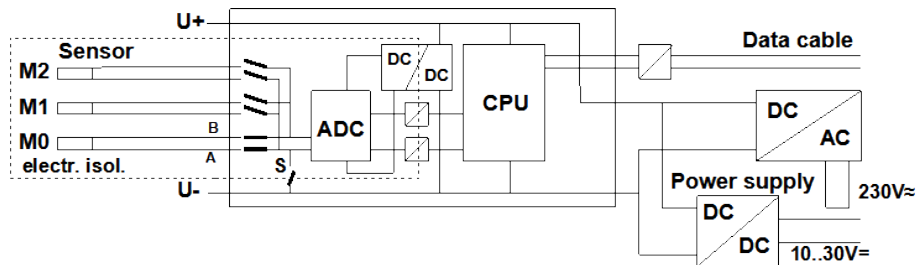 U+
Sensor
M2
M1
M0
B
A
electr. isol.
S
U-
ADC
DC
DC
CPU
Data cable
DC
AC
Power supply
230V≈
DC
DC
10..30V=